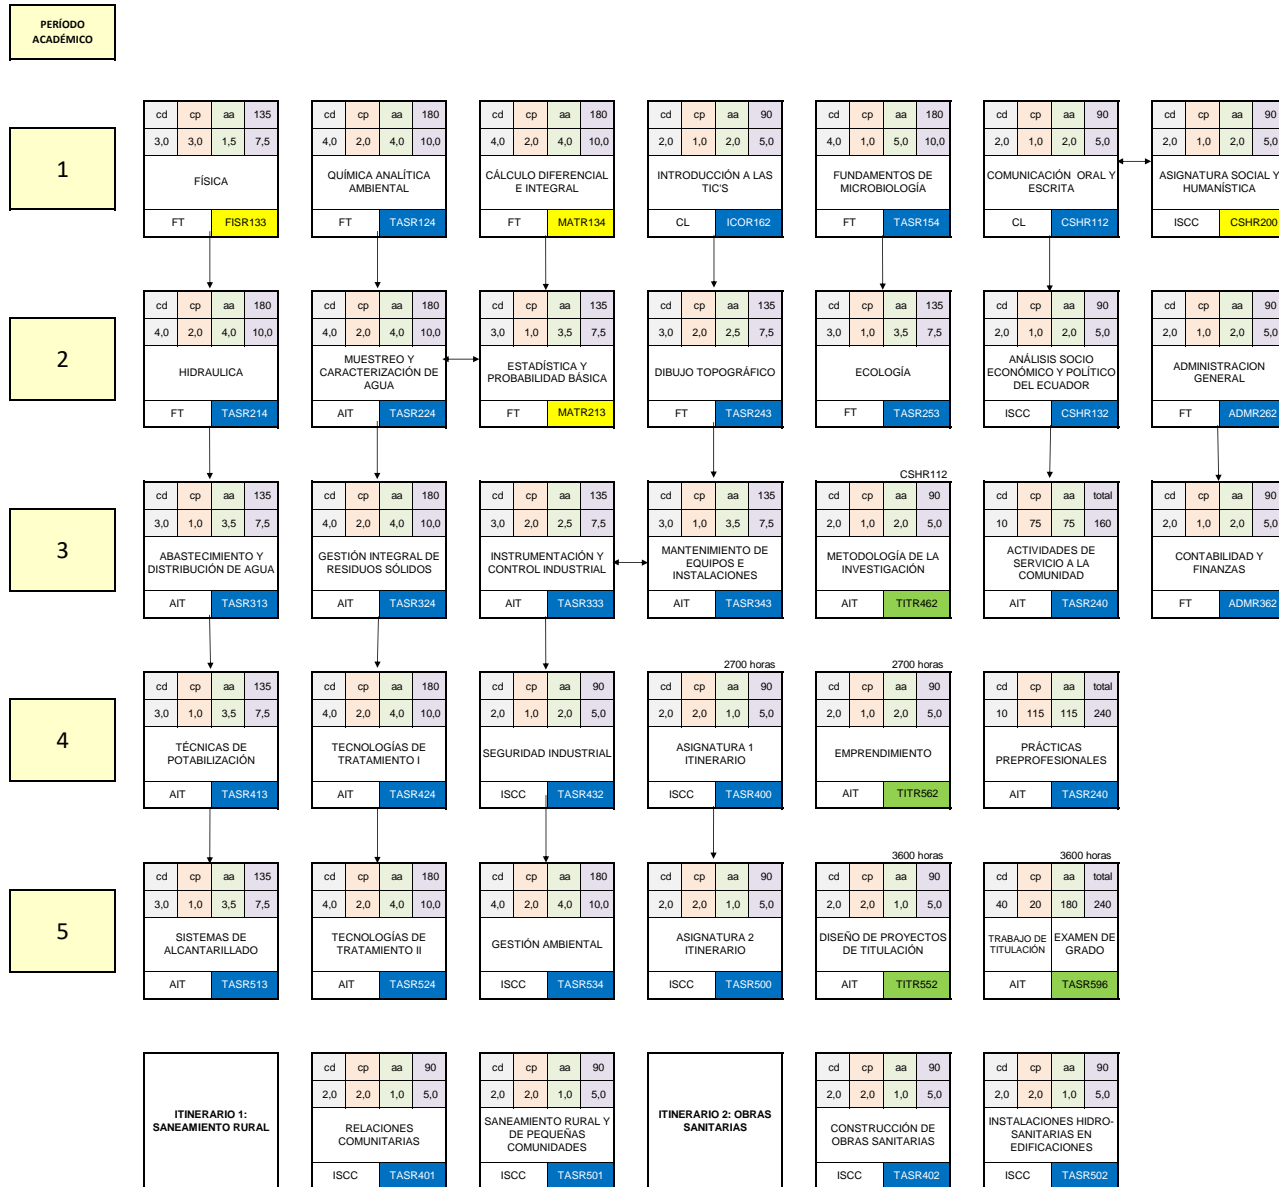 PERÍODO
ACADÉMICO
1
cd cp aa 135
3,0 3,0 1,5 7,5
FÍSICA
FT FISR133
cd cp aa 180
4,0 2,0 4,0 10,0
QUÍMICA ANALÍTICA
AMBIENTAL
FT TASR124
cd cp aa 180
4,0 2,0 4,0 10,0
CÁLCULO DIFERENCIAL
E INTEGRAL
FT MATR134
cd cp aa 90
2,0 1,0 2,0 5,0
INTRODUCCIÓN A LAS
TIC'S
CL ICOR162
cd cp aa 180
4,0 1,0 5,0 10,0
FUNDAMENTOS DE
MICROBIOLOGÍA
FT TASR154
cd cp aa 90
2,0 1,0 2,0 5,0
COMUNICACIÓN ORAL Y
ESCRITA
CL CSHR112
cd cp aa 90
2,0 1,0 2,0 5,0
ASIGNATURA SOCIAL Y
HUMANÍSTICA
ISCC CSHR200
2
cd cp aa 180
4,0 2,0 4,0 10,0
HIDRAULICA
FT TASR214
cd cp aa 180
4,0 2,0 4,0 10,0
MUESTREO Y
CARACTERIZACIÓN DE
AGUA
AIT TASR224
cd cp aa 135
3,0 1,0 3,5 7,5
ESTADÍSTICA Y
PROBABILIDAD BÁSICA
FT MATR213
cd cp aa 135
3,0 2,0 2,5 7,5
DIBUJO TOPOGRÁFICO
FT TASR243
cd cp aa 135
3,0 1,0 3,5 7,5
ECOLOGÍA
FT TASR253
cd cp aa 90
2,0 1,0 2,0 5,0
ANÁLISIS SOCIO
ECONÓMICO Y POLÍTICO
DEL ECUADOR
ISCC CSHR132
cd cp aa 90
2,0 1,0 2,0 5,0
ADMINISTRACION
GENERAL
FT ADMR262
3
cd cp aa 135
3,0 1,0 3,5 7,5
ABASTECIMIENTO Y
DISTRIBUCIÓN DE AGUA
AIT TASR313
cd cp aa 180
4,0 2,0 4,0 10,0
GESTIÓN INTEGRAL DE
RESIDUOS SÓLIDOS
AIT TASR324
cd cp aa 135
3,0 2,0 2,5 7,5
INSTRUMENTACIÓN Y
CONTROL INDUSTRIAL
AIT TASR333
cd cp aa 135
3,0 1,0 3,5 7,5
MANTENIMIENTO DE
EQUIPOS E
INSTALACIONES
AIT TASR343
CSHR112
cd cp aa 90
2,0 1,0 2,0 5,0
METODOLOGÍA DE LA
INVESTIGACIÓN
AIT TITR462
cd cp aa total
10 75 75 160
ACTIVIDADES DE
SERVICIO A LA
COMUNIDAD
AIT TASR240
cd cp aa 90
2,0 1,0 2,0 5,0
CONTABILIDAD Y
FINANZAS
FT ADMR362
4
cd cp aa 135
3,0 1,0 3,5 7,5
TÉCNICAS DE
POTABILIZACIÓN
AIT TASR413
cd cp aa 180
4,0 2,0 4,0 10,0
TECNOLOGÍAS DE
TRATAMIENTO I
AIT TASR424
cd cp aa 90
2,0 1,0 2,0 5,0
SEGURIDAD INDUSTRIAL
ISCC TASR432
2700 horas
cd cp aa 90
2,0 2,0 1,0 5,0
ASIGNATURA 1
ITINERARIO
ISCC TASR400
2700 horas
cd cp aa 90
2,0 1,0 2,0 5,0
EMPRENDIMIENTO
AIT TITR562
cd cp aa total
10 115 115 240
PRÁCTICAS
PREPROFESIONALES
AIT TASR240
5
cd cp aa 135
3,0 1,0 3,5 7,5
SISTEMAS DE
ALCANTARILLADO
AIT TASR513
cd cp aa 180
4,0 2,0 4,0 10,0
TECNOLOGÍAS DE
TRATAMIENTO II
AIT TASR524
cd cp aa 180
4,0 2,0 4,0 10,0
GESTIÓN AMBIENTAL
ISCC TASR534
cd cp aa 90
2,0 2,0 1,0 5,0
ASIGNATURA 2
ITINERARIO
ISCC TASR500
3600 horas
cd cp aa 90
2,0 2,0 1,0 5,0
DISEÑO DE PROYECTOS
DE TITULACIÓN
AIT TITR552
3600 horas
cd cp aa total
40 20 180 240
TRABAJO DE
TITULACIÓN
EXAMEN DE
GRADO
AIT TASR596
ITINERARIO 1:
SANEAMIENTO RURAL
cd cp aa 90
2,0 2,0 1,0 5,0
RELACIONES
COMUNITARIAS
ISCC TASR401
cd cp aa 90
2,0 2,0 1,0 5,0
SANEAMIENTO RURAL Y
DE PEQUEÑAS
COMUNIDADES
ISCC TASR501
ITINERARIO 2: OBRAS
SANITARIAS
cd cp aa 90
2,0 2,0 1,0 5,0
CONSTRUCCIÓN DE
OBRAS SANITARIAS
ISCC TASR402
cd cp aa 90
2,0 2,0 1,0 5,0
INSTALACIONES HIDRO-
SANITARIAS EN
EDIFICACIONES
ISCC TASR502